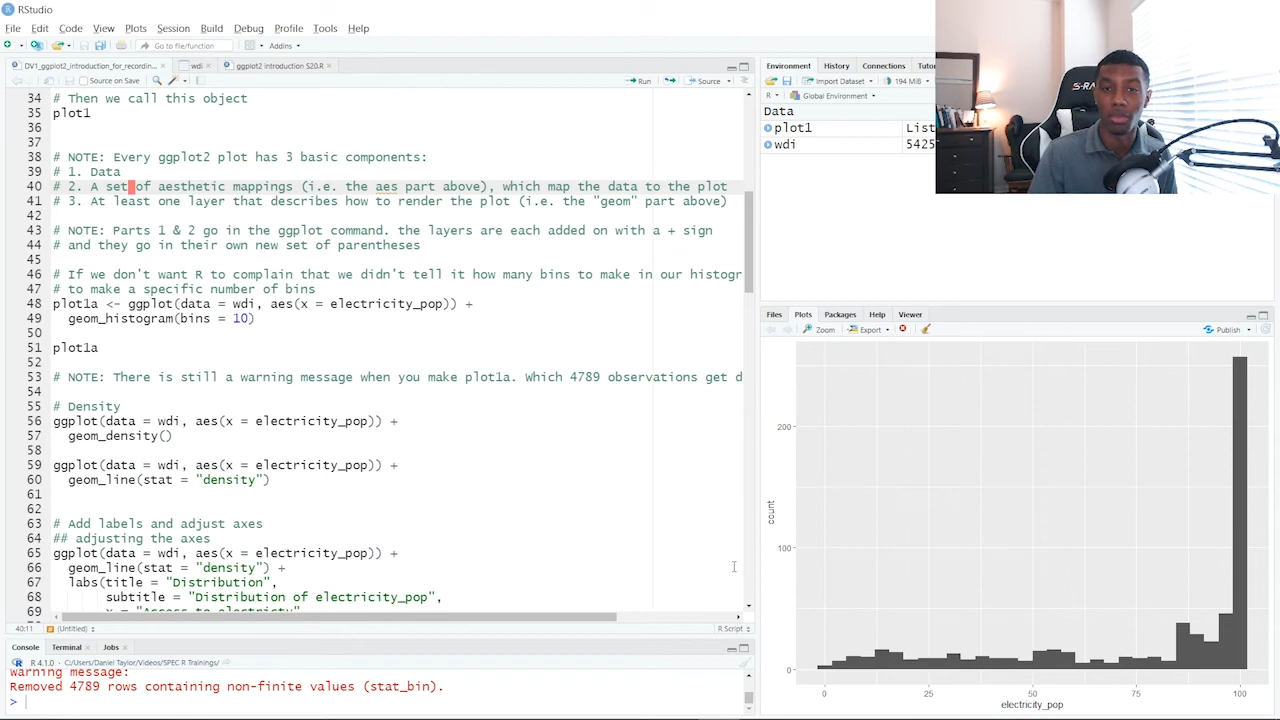 RStudio
File Edit Code View Plots Session Build Debug Profile Tools Help
Go to file/function Addins
DV1_ggplot2_introduction_for_recordin... wdi ggplot2 introduction S20.R
Source on Save Run Source
34 # Then we call this object
35 plot1
36
37
38 # NOTE: Every ggplot2 plot has 3 basic components:
39 # 1. Data
40 # 2. A set of aesthetic mappings (i.e. the aes part above), which map the data to the plot
41 # 3. At least one layer that describes how to render the plot (i.e. the "geom" part above)
42
43 # NOTE: Parts 1 & 2 go in the ggplot command. the layers are each added on with a + sign
44 # and they go in their own new set of parentheses
45
46 # If we don't want R to complain that we didn't tell it how many bins to make in our histogr
47 # to make a specific number of bins
48 plot1a <- ggplot(data = wdi, aes(x = electricity_pop)) +
49 geom_histogram(bins = 10)
50
51 plot1a
52
53 # NOTE: There is still a warning message when you make plot1a. Which 4789 observations get d
54
55 # Density
56 ggplot(data = wdi, aes(x = electricity_pop)) +
57 geom_density()
58
59 ggplot(data = wdi, aes(x = electricity_pop)) +
60 geom_line(stat = "density")
61
62
63 # Add labels and adjust axes
64 ## adjusting the axes
65 ggplot(data = wdi, aes(x = electricity_pop)) +
66 geom_line(stat = "density") +
67 labs(title = "Distribution",
68 subtitle = "Distribution of electricity_pop",
69 x = "Access to electricty"
40:11 (Untitled) R Script
Console Terminal Jobs
R 4.1.0 . C:/Users/Daniel Taylor/Videos/SPEC R Trainings/
Warning message:
Removed 4789 rows containing non-finite values (stat_bin).
>
Environment History Connections Tuto
Import Dataset 194 MiB
R Global Environment
Data
plot1 List
wdi 5425
S-RA
Files Plots Packages Help Viewer
Zoom Export Publish
count
200
100
0
0 25 50 75 100
electricity_pop